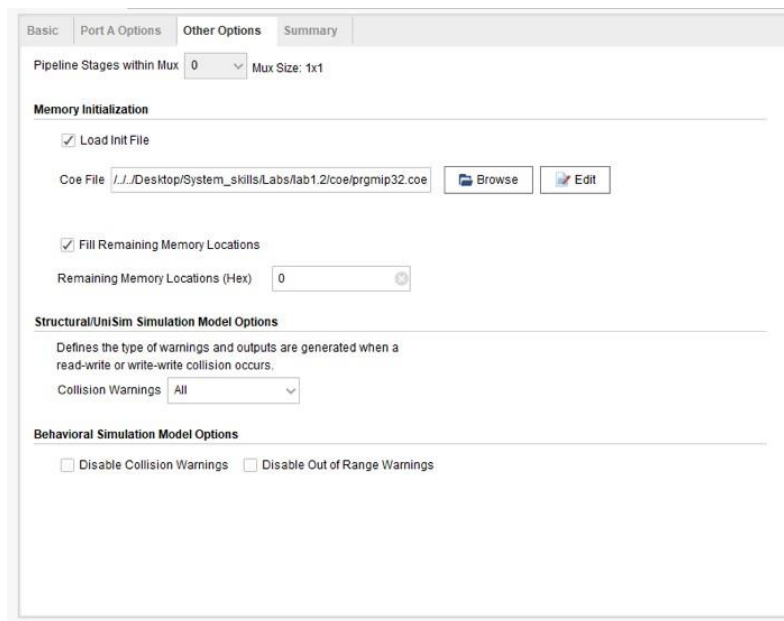 Basic Port A Options Other Options Summary
Pipeline Stages within Mux 0 Mux Size: 1x1
Memory Initialization
Load Init File
Coe File /../../Desktop/System_skills/Labs/lab1.2/coe/prgmip32.coe Browse Edit
Fill Remaining Memory Locations
Remaining Memory Locations (Hex) 0
Structural/UniSim Simulation Model Options
Defines the type of warnings and outputs are generated when a
read-write or write-write collision occurs.
Collision Warnings All
Behavioral Simulation Model Options
Disable Collision Warnings Disable Out of Range Warnings